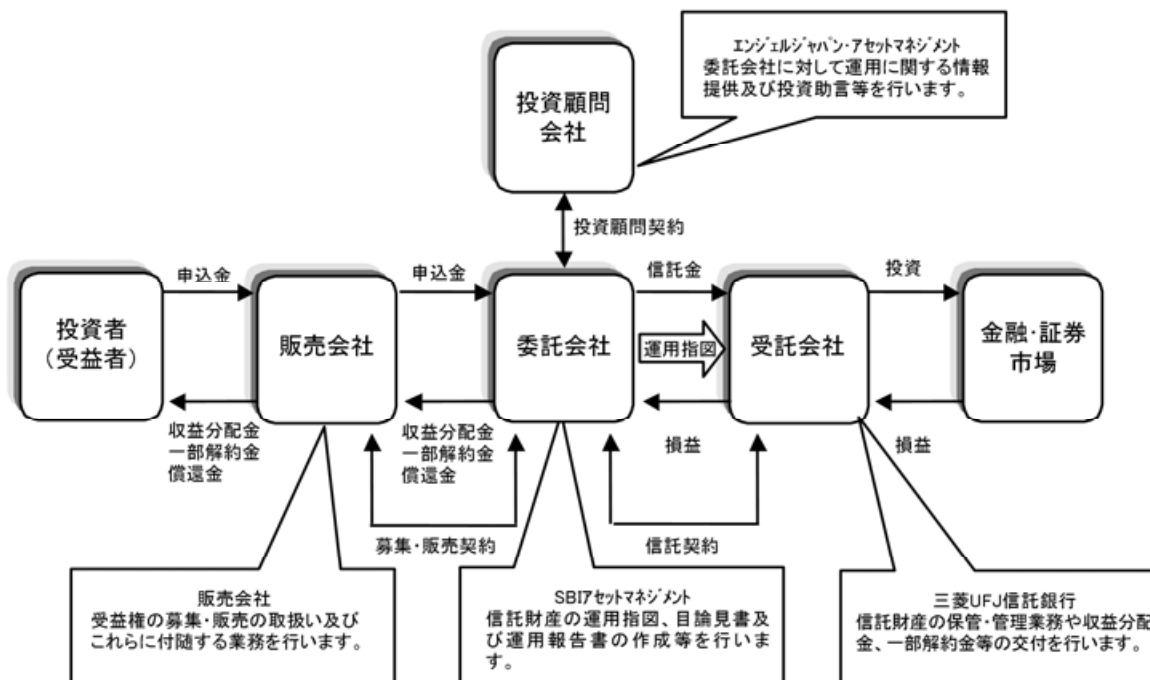 エンジェルジャパン・アセットマネジメント
委託会社に対して運用に関する情報
提供及び投資助言等を行います。
投資顧問
会社
投資顧問契約
申込金
申込金
信託金
投資
投資者
（受益者）
販売会社
委託会社
運用指図
受託会社
金融・証券
市場
収益分配金
一部解約金
償還金
収益分配金
一部解約金
償還金
損益
損益
募集・販売契約
信託契約
販売会社
受益権の募集・販売の取扱い及び
これらに付随する業務を行います。
SBIアセットマネジメント
信託財産の運用指図、目論見書及
び運用報告書の作成等を行いま
す。
三菱UFJ信託銀行
信託財産の保管・管理業務や収益分配
金、一部解約金等の交付を行います。